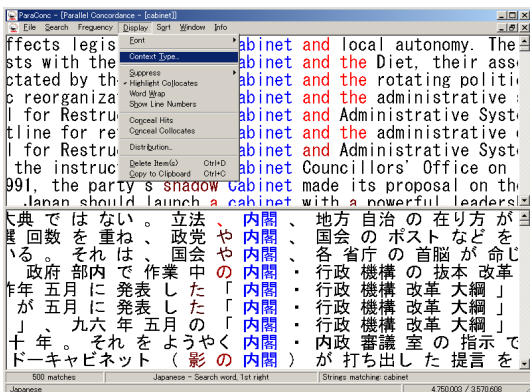 ParaConc - [Parallel Concordance - [cabinet]]
File Search Frequency Display Sort Window Info
Font
Context Type...
Suppress
Highlight Collocates
Word Wrap
Show Line Numbers
Conceal Hits
Conceal Collocates
Distribution...
Delete Item(s) Ctrl+D
Copy to Clipboard Ctrl+C
ffects legis abinet and local autonomy. The
sts with the abinet and the Diet, their ass
ctated by th abinet and the rotating politi
c reorganiza abinet and the administrative
l for Restru abinet and Administrative Syst
tline for re abinet and the administrative
l for Restru abinet and Administrative Syst
the instruc abinet Councillors' Office on
991, the party's shadow Cabinet made its proposal on th
Japan should launch a cabinet with a powerful leaders
大典 で は ない 。 立法 、 内閣 、 地方 自治 の 在り方 が
選 回数 を 重ね 、 政党 や 内閣 、 国会 の ポスト など を
いる 。 それ は 、 国会 や 内閣 、 各 省庁 の 首脳 が 命じ
政府 部内 で 作業 中 の 内閣 ・ 行政 機構 の 抜本 改革
昨年 五月 に 発表 し た 「 内閣 ・ 行政 機構 改革 大綱 」
が 五月 に 発表 し た 「 内閣 ・ 行政 機構 改革 大綱 」
」 、 九六 年 五月 の 「 内閣 ・ 行政 機構 改革 大綱 」
十 年 。 それ を ようやく 内閣 ・ 内政 審議 室 の 指示 で
ドーキャビネット ( 影 の 内閣 ) が 打ち出し た 提言 を
500 matches Japanese - Search word, 1st right Strings matching: cabinet
Japanese 4,750,003 / 3,570,608